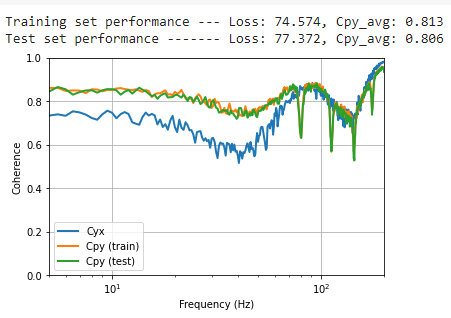 Training set performance --- Loss: 74.574, Cpy_avg: 0.813
Test set performance ------- Loss: 77.372, Cpy_avg: 0.806
1.0
0.8
0.6
0.4
0.2
0.0
Coherence
Cyx
Cpy (train)
Cpy (test)
10¹
10²
Frequency (Hz)